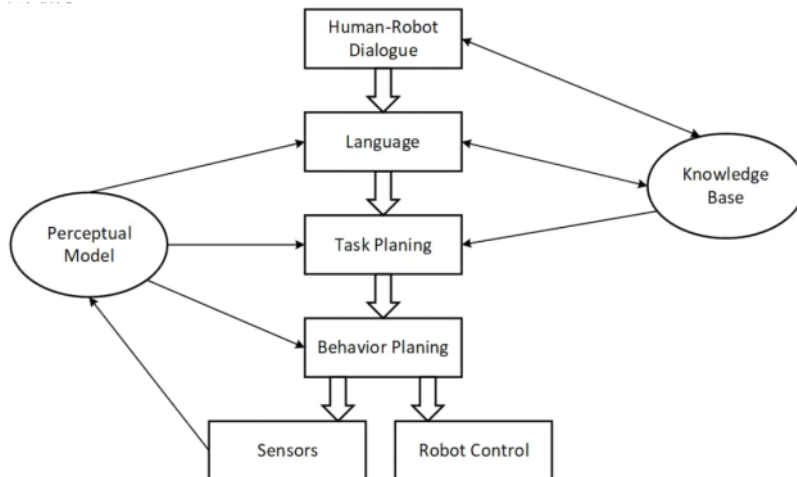 Human-Robot
Dialogue
Language
Knowledge
Base
Perceptual
Model
Task Planing
Behavior Planing
Sensors
Robot Control